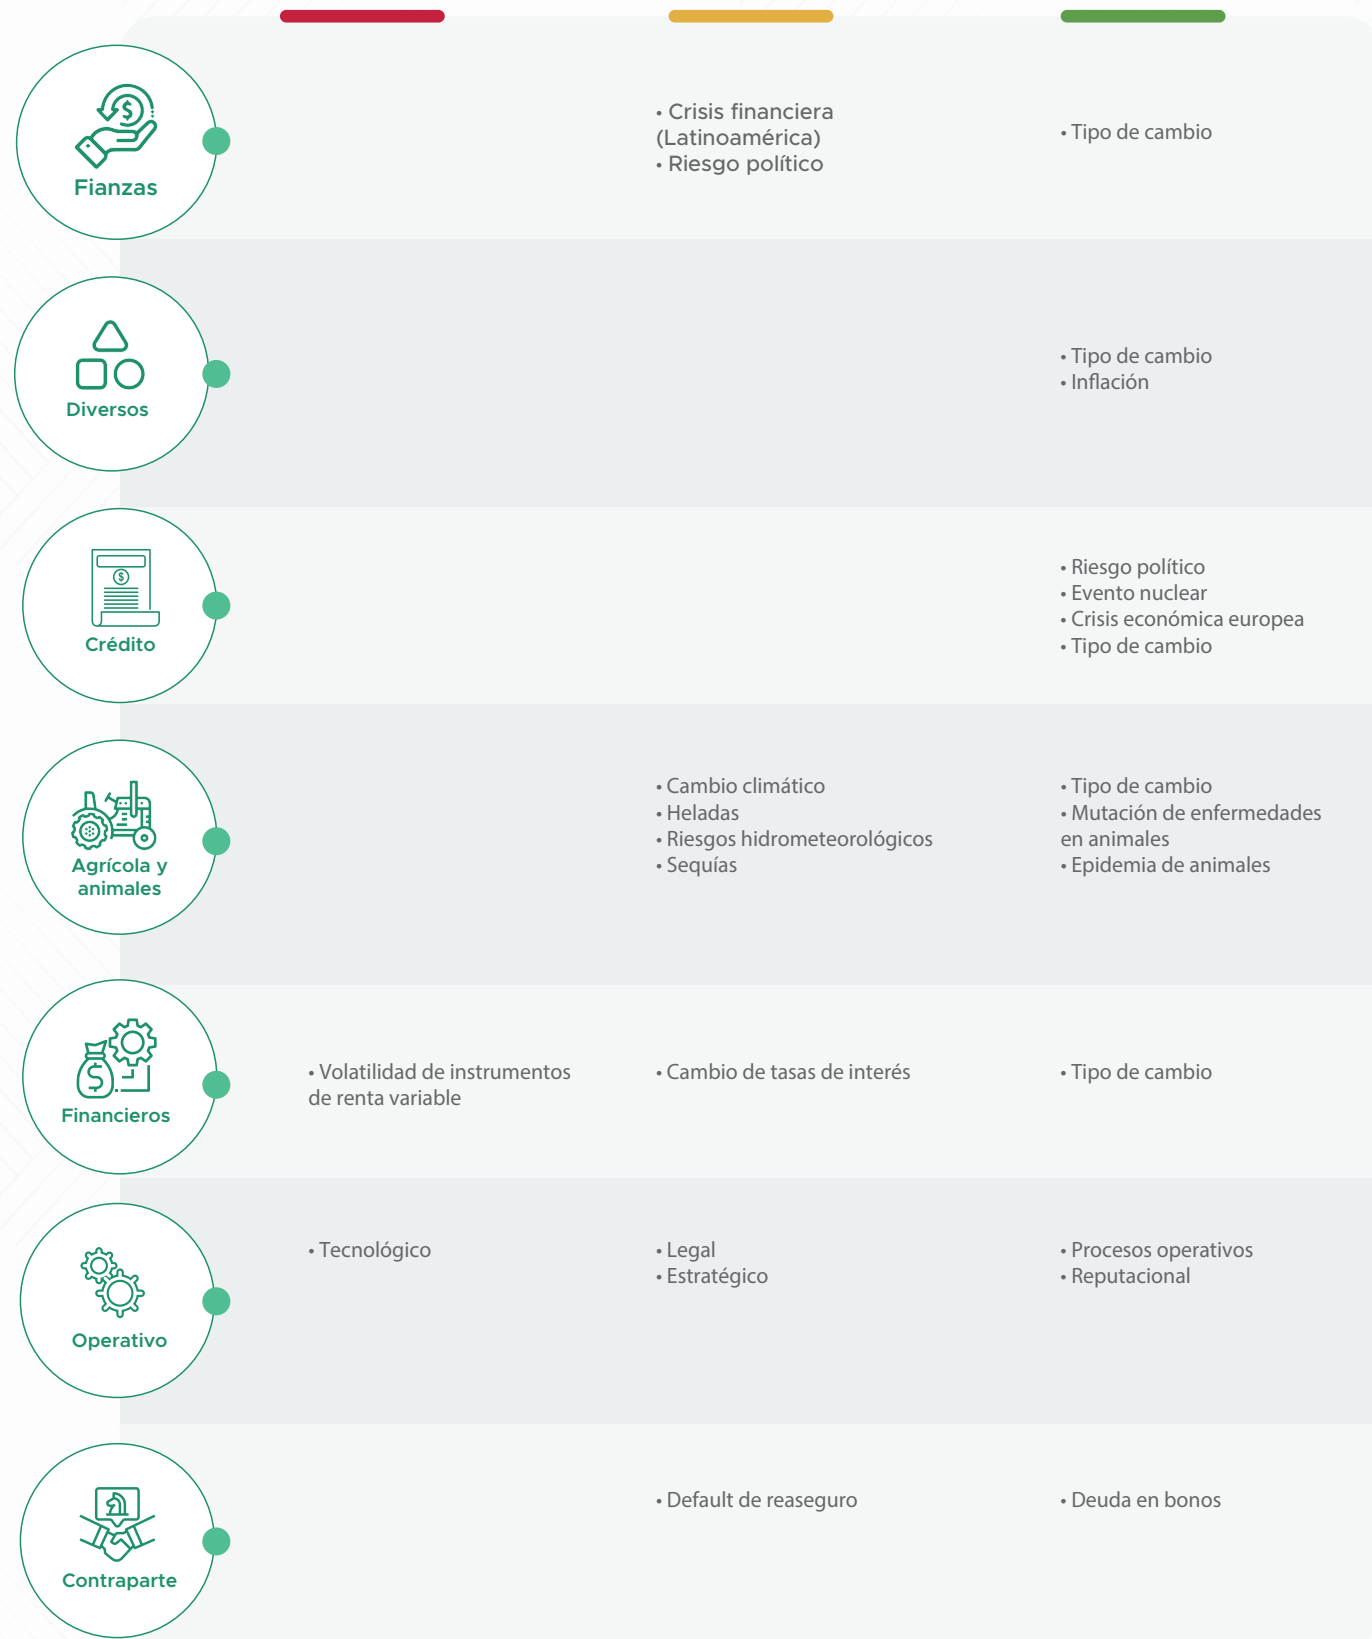 Fianzas
• Crisis financiera
(Latinoamérica)
• Riesgo político
• Tipo de cambio
Diversos
• Tipo de cambio
• Inflación
Crédito
• Riesgo político
• Evento nuclear
• Crisis económica europea
• Tipo de cambio
Agrícola y
animales
• Cambio climático
• Heladas
• Riesgos hidrometeorológicos
• Sequías
• Tipo de cambio
• Mutación de enfermedades
en animales
• Epidemia de animales
Financieros
• Volatilidad de instrumentos
de renta variable
• Cambio de tasas de interés
• Tipo de cambio
Operativo
• Tecnológico
• Legal
• Estratégico
• Procesos operativos
• Reputacional
Contraparte
• Default de reaseguro
• Deuda en bonos